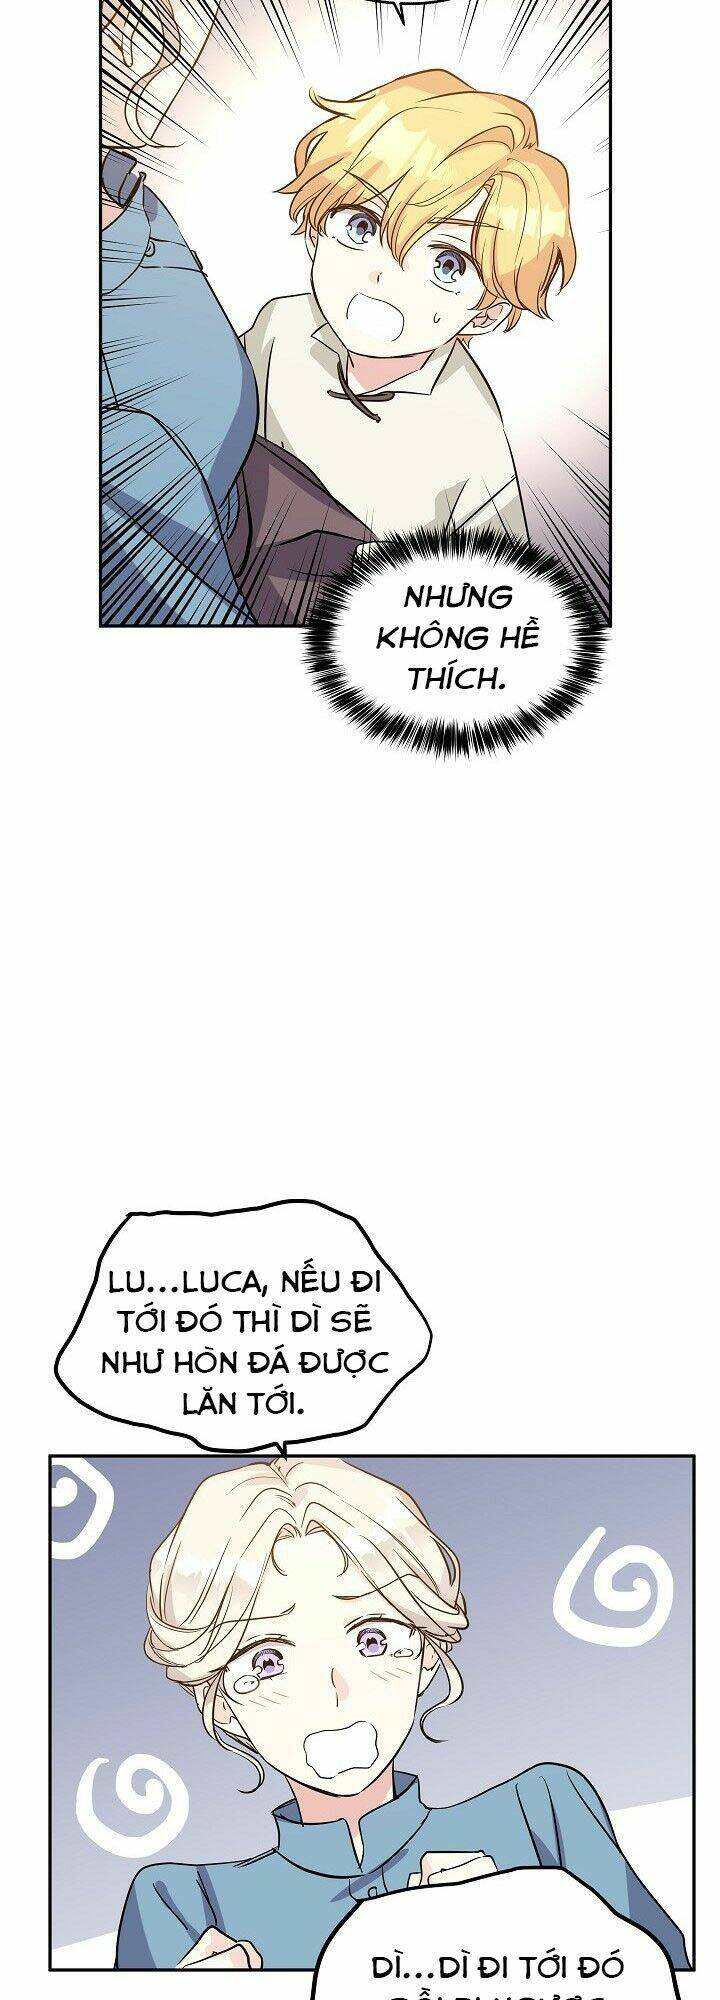 NHƯNG
KHÔNG HỀ
THÍCH.
LU...LUCA, NẾU ĐI
TỚI ĐÓ THÌ DÌ SẼ
NHƯ HÒN ĐÁ ĐƯỢC
LĂN TỚI.
DÌ...DÌ ĐI TỚI ĐÓ